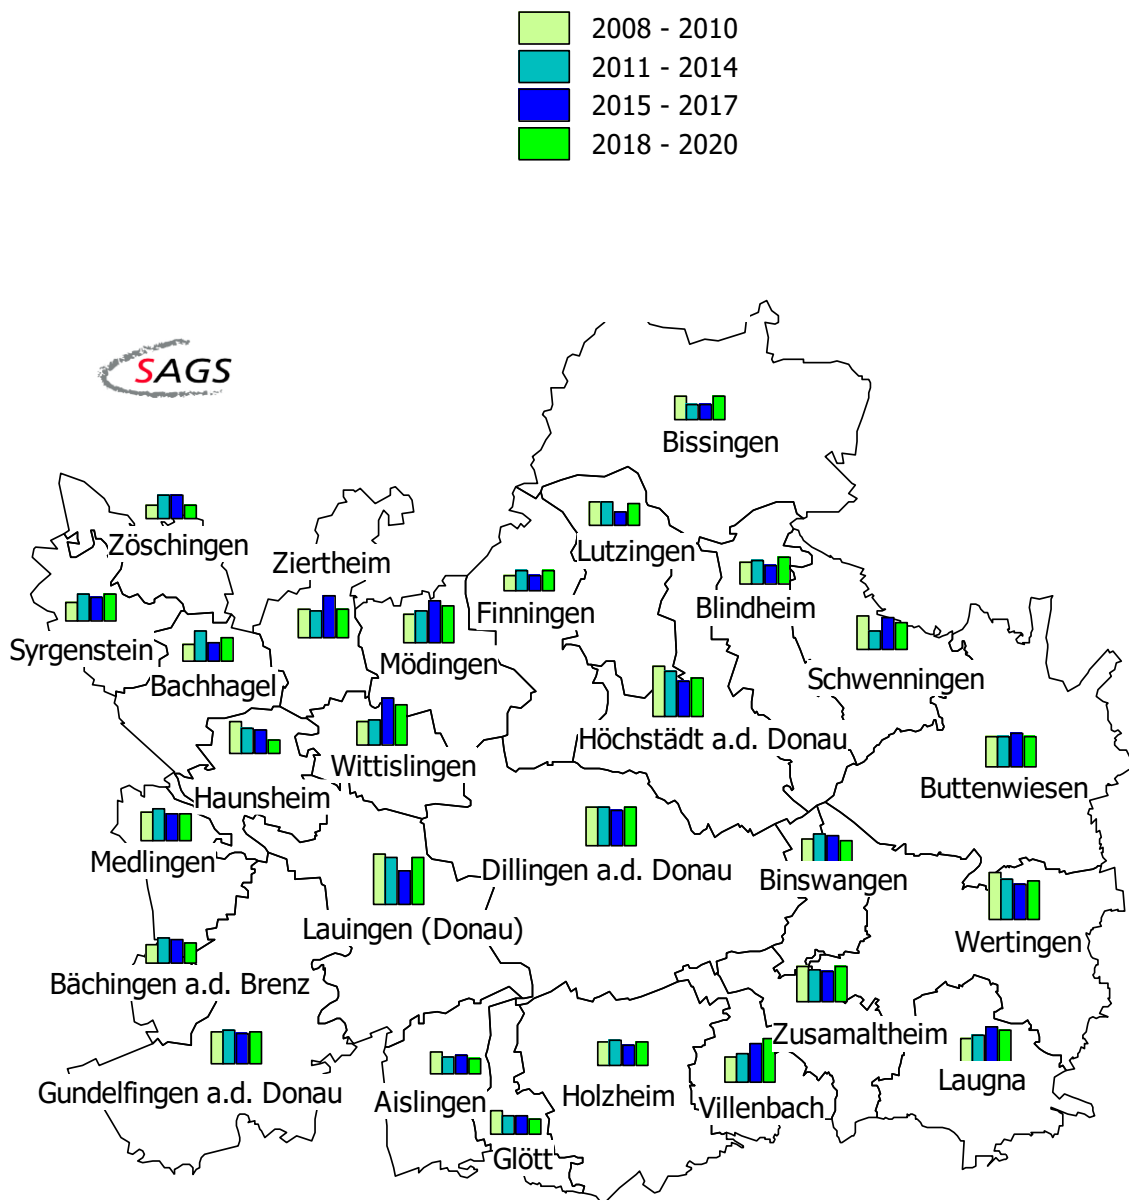 2008 - 2010
2011 - 2014
2015 - 2017
2018 - 2020
SAGS
Bissingen
Zöschingen
Lutzingen
Ziertheim
Finningen
Blindheim
Syrgenstein
Mödingen
Bachhagel
Schwenningen
Höchstädt a.d. Donau
Wittislingen
Buttenwiesen
Haunsheim
Medlingen
Dillingen a.d. Donau
Binswangen
Lauingen (Donau)
Wertingen
Bächingen a.d. Brenz
Zusamaltheim
Gundelfingen a.d. Donau
Aislingen
Holzheim
Villenbach
Laugna
Glött